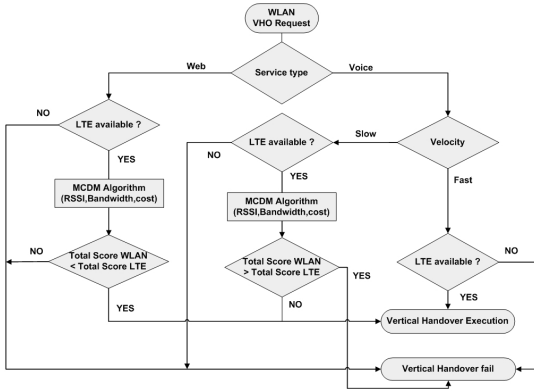 WLAN
VHO Request
Web
Service type
Voice
NO
LTE available ?
YES
MCDM Algorithm
(RSSI,Bandwidth,cost)
NO
Total Score WLAN
< Total Score LTE
YES
LTE available ?
NO
YES
Slow
Velocity
MCDM Algorithm
(RSSI,Bandwidth,cost)
Fast
Total Score WLAN
> Total Score LTE
YES
NO
LTE available ?
NO
YES
Vertical Handover Execution
Vertical Handover fail